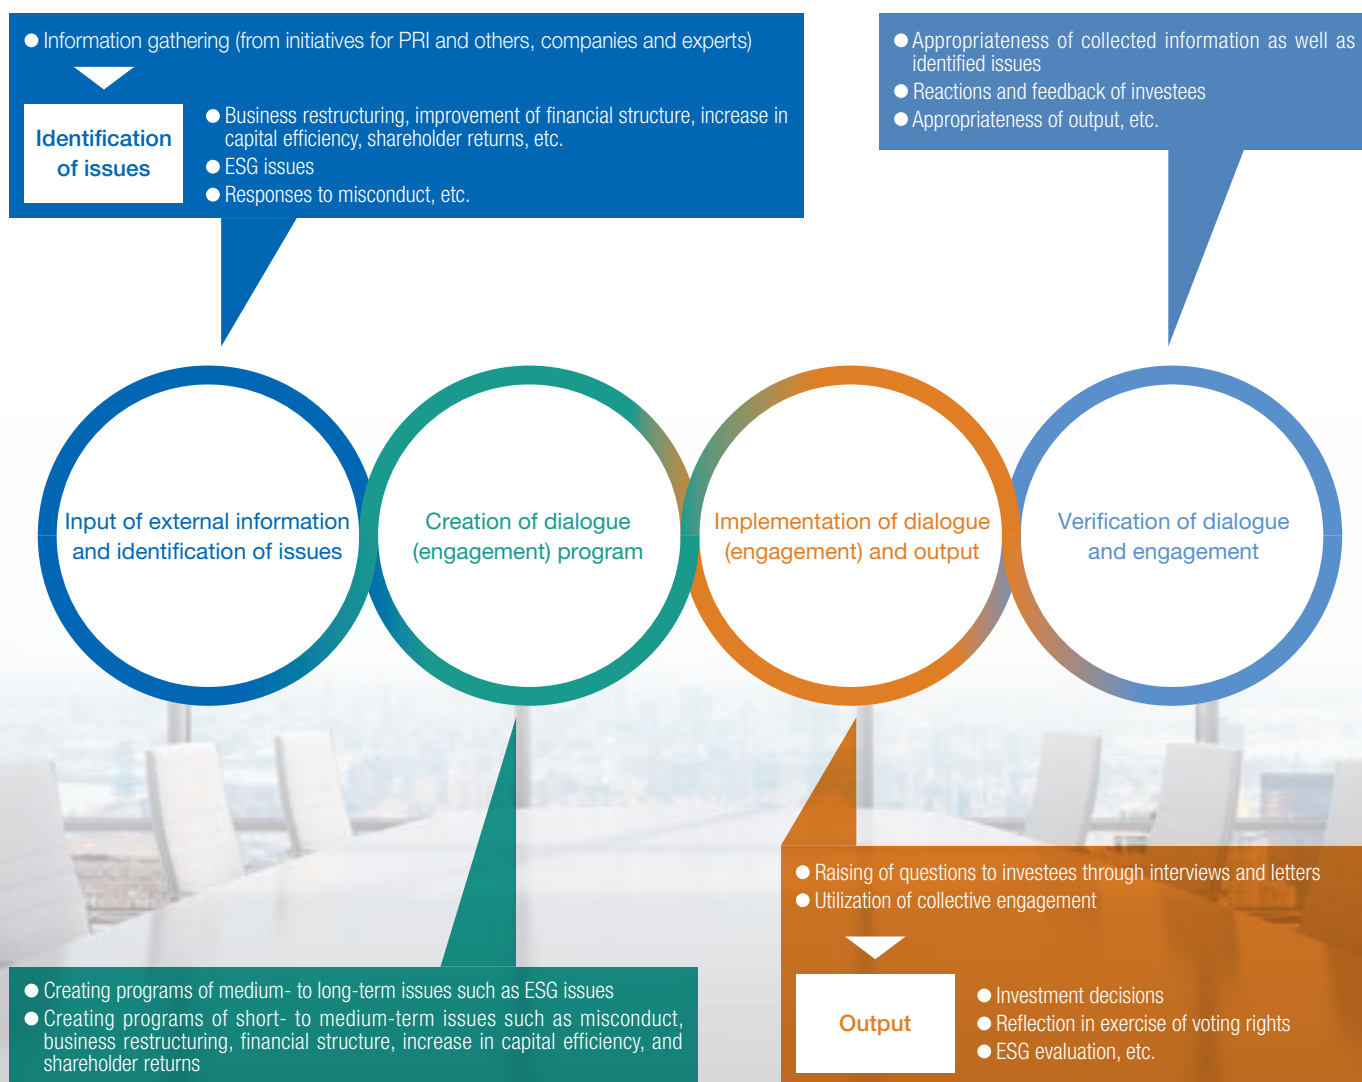 ● Information gathering (from initiatives for PRI and others, companies and experts)
Identification
of issues
● Business restructuring, improvement of financial structure, increase in
capital efficiency, shareholder returns, etc.
● ESG issues
● Responses to misconduct, etc.
● Appropriateness of collected information as well as
identified issues
● Reactions and feedback of investees
● Appropriateness of output, etc.
Input of external information
and identification of issues
Creation of dialogue
(engagement) program
Implementation of dialogue
(engagement) and output
Verification of dialogue
and engagement
● Creating programs of medium- to long-term issues such as ESG issues
● Creating programs of short- to medium-term issues such as misconduct,
business restructuring, financial structure, increase in capital efficiency, and
shareholder returns
● Raising of questions to investees through interviews and letters
● Utilization of collective engagement
Output
● Investment decisions
● Reflection in exercise of voting rights
● ESG evaluation, etc.